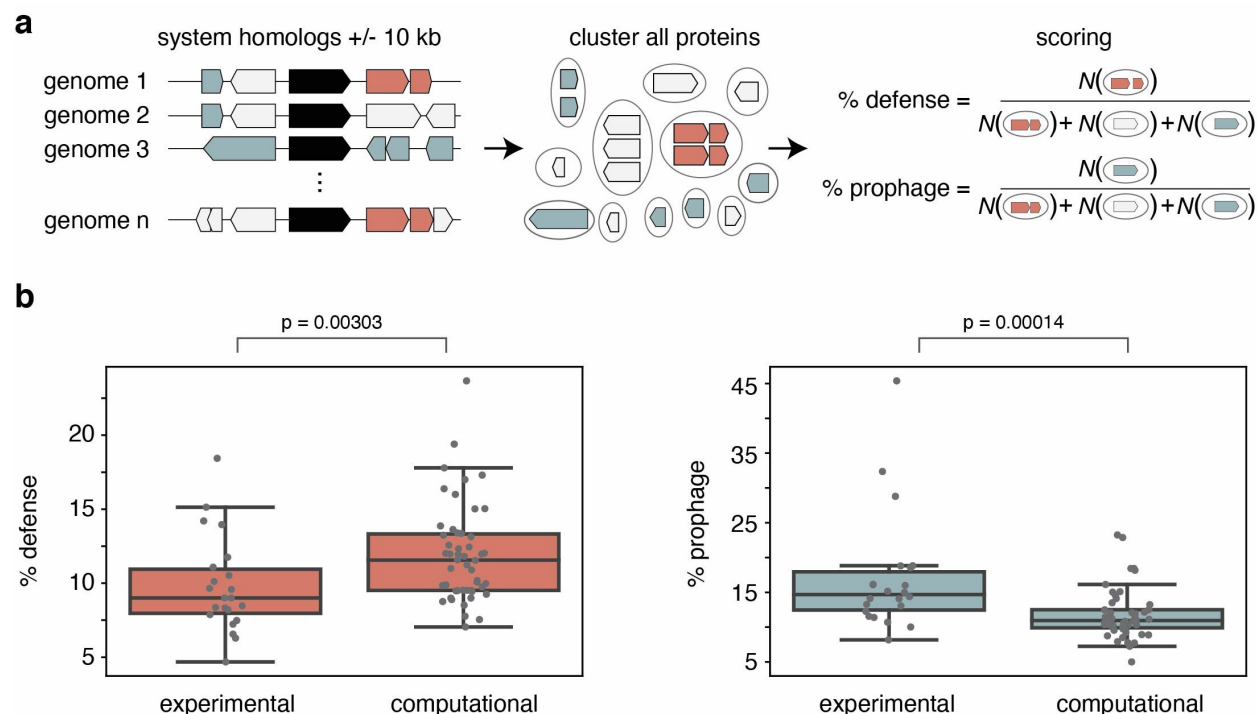 a
system homologs +/- 10 kb
cluster all proteins
scoring
genome 1
genome 2
genome 3
⋮
genome n
% defense =
N( )
N( ) + N( ) + N( )
% prophage =
N( )
N( ) + N( ) + N( )
b
p = 0.00303
% defense
20
15
10
5
experimental
computational
p = 0.00014
% prophage
45
35
25
15
5
experimental
computational